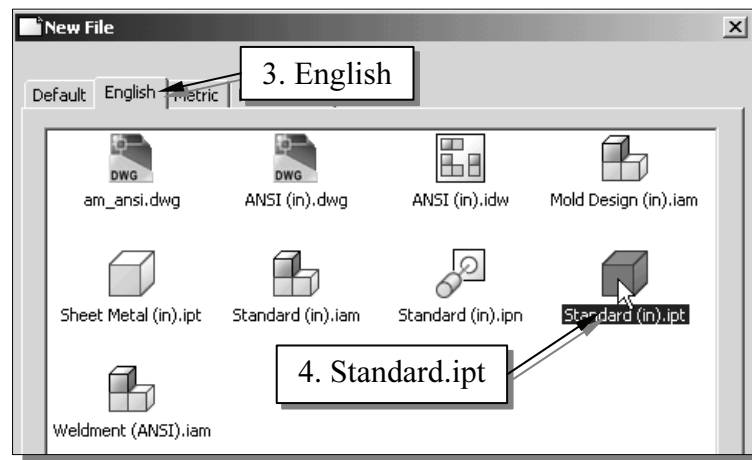 New File
3. English
Default English Metric
am_ansi.dwg ANSI (in).dwg ANSI (in).idw Mold Design (in).iam
DWG DWG
Sheet Metal (in).ipt Standard (in).iam Standard (in).ipn Standard (in).ipt
4. Standard.ipt
Weldment (ANSI).iam